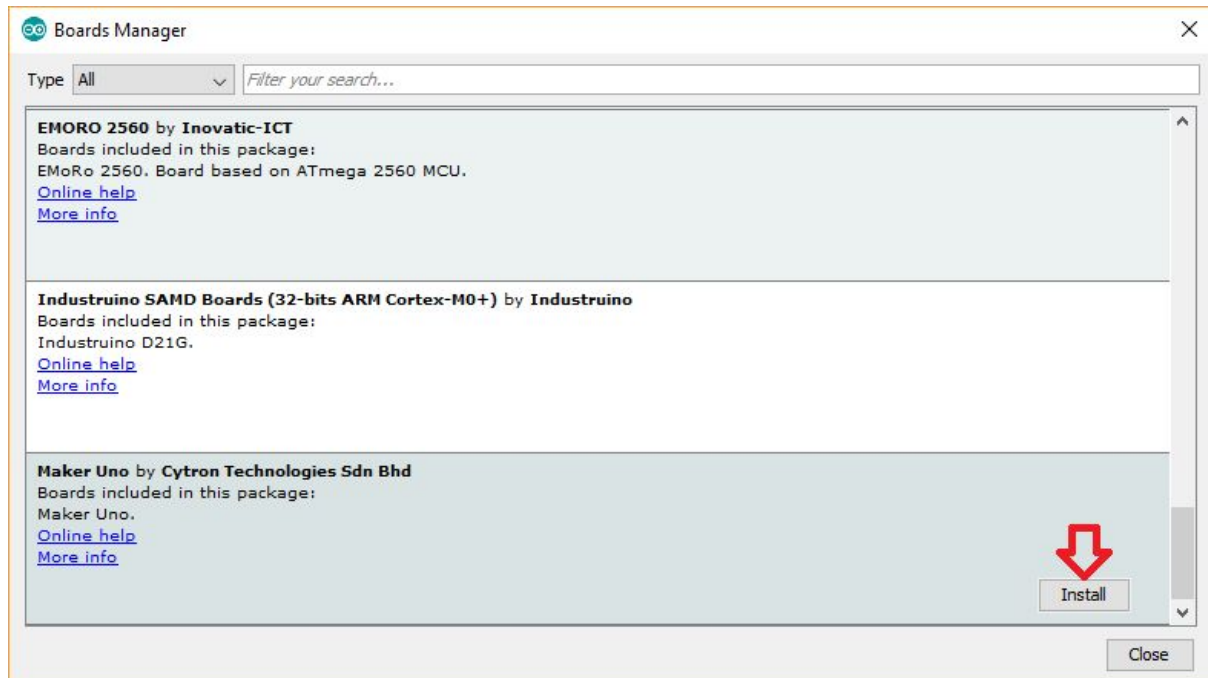 Boards Manager
Type All Filter your search...
EMORO 2560 by Inovatic-ICT
Boards included in this package:
EMoRo 2560. Board based on ATmega 2560 MCU.
Online help
More info
Industruino SAMD Boards (32-bits ARM Cortex-M0+) by Industruino
Boards included in this package:
Industruino D21G.
Online help
More info
Maker Uno by Cytron Technologies Sdn Bhd
Boards included in this package:
Maker Uno.
Online help
More info
Install
Close